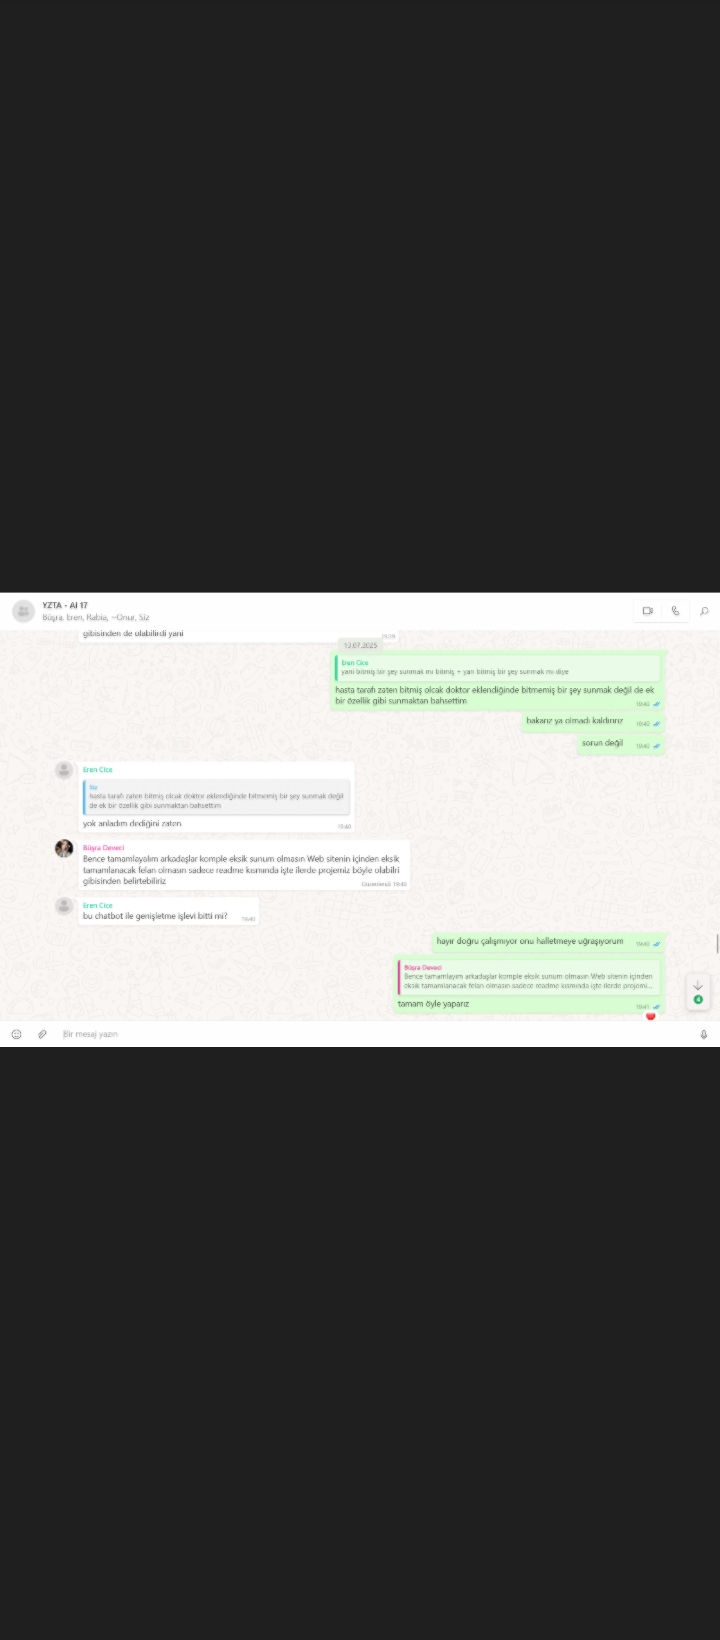 YZTA - AI 17
Büşra, Eren, Rabia, ~Onur, Siz
gibisinden de olabilirdi yani
19:39
13.07.2025
Eren Cice
yani bitmiş bir şey sunmak mı bitmiş + yarı bitmiş bir şey sunmak mı diye
hasta tarafı zaten bitmiş olcak doktor eklendiğinde bitmemiş bir şey sunmak değil de ek
bir özellik gibi sunmaktan bahsettim
19:40
bakarız ya olmadı kaldırırız
19:40
sorun değil
19:40
Eren Cice
Siz
hasta tarafı zaten bitmiş olcak doktor eklendiğinde bitmemiş bir şey sunmak değil
de ek bir özellik gibi sunmaktan bahsettim
yok anladım dediğini zaten
19:40
Büşra Deveci
Bence tamamlayalım arkadaşlar komple eksik sunum olmasın Web sitenin içinden eksik
tamamlanacak felan olmasın sadece readme kısmında işte ilerde projemiz böyle olabilri
gibisinden belirtebiliriz
Düzenlendi 19:40
Eren Cice
bu chatbot ile genişletme işlevi bitti mi?
19:40
hayır doğru çalışmıyor onu halletmeye uğraşıyorum
19:40
Büşra Deveci
Bence tamamlayım arkadaşlar komple eksik sunum olmasın Web sitenin içinden
eksik tamamlanacak felan olmasın sadece readme kısmında işte ilerde projemi...
tamam öyle yaparız
19:41
4
Bir mesaj yazın